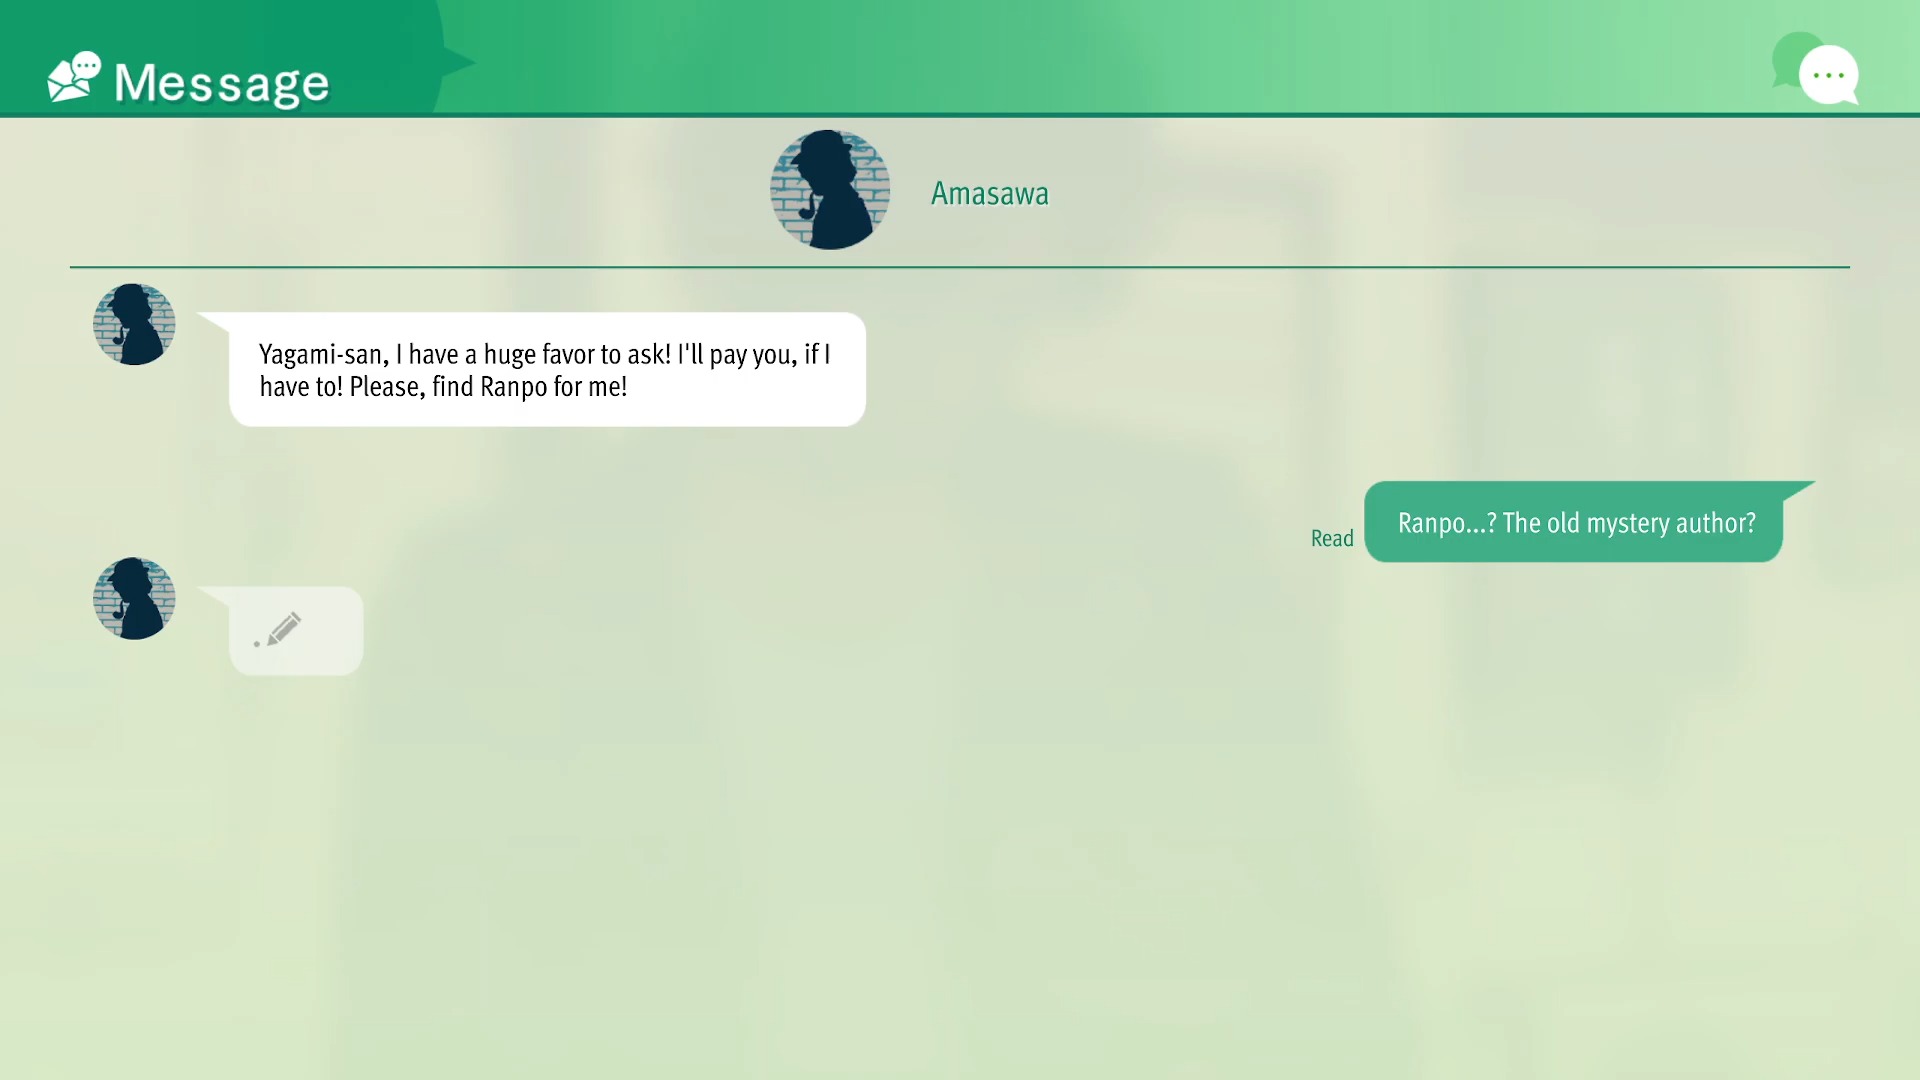 Message
Amasawa
Yagami-san, I have a huge favor to ask! I'll pay you, if I
have to! Please, find Ranpo for me!
Ranpo...? The old mystery author?
Read